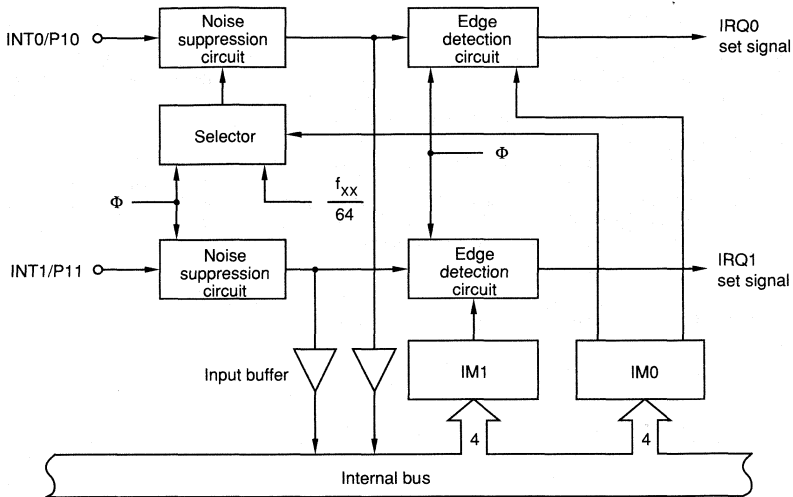 INT0/P10
Noise
suppression
circuit
Edge
detection
circuit
IRQ0
set signal
Selector
Φ
Φ
fxx
64
INT1/P11
Noise
suppression
circuit
Edge
detection
circuit
IRQ1
set signal
Input buffer
IM1
IM0
4
4
Internal bus